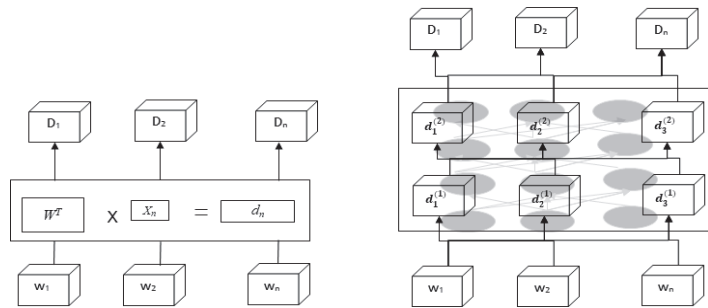 D₁ D₂ Dₙ
Wᵀ X Xₙ = dₙ
w₁ w₂ wₙ
D₁ D₂ Dₙ
d₁⁽²⁾ d₂⁽²⁾ d₃⁽²⁾
d₁⁽¹⁾ d₂⁽¹⁾ d₃⁽¹⁾
w₁ w₂ wₙ